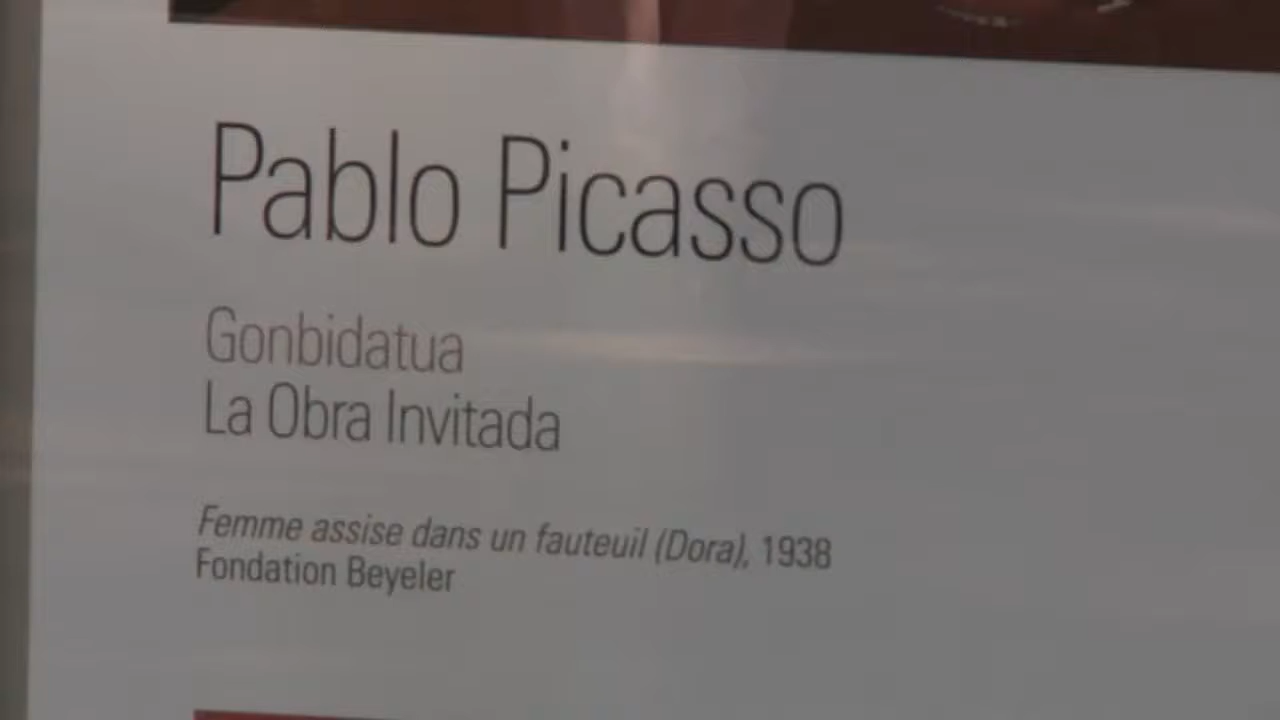 Pablo Picasso
Gonbidatua
La Obra Invitada
Femme assise dans un fauteuil (Dora), 1938
Fondation Beyeler